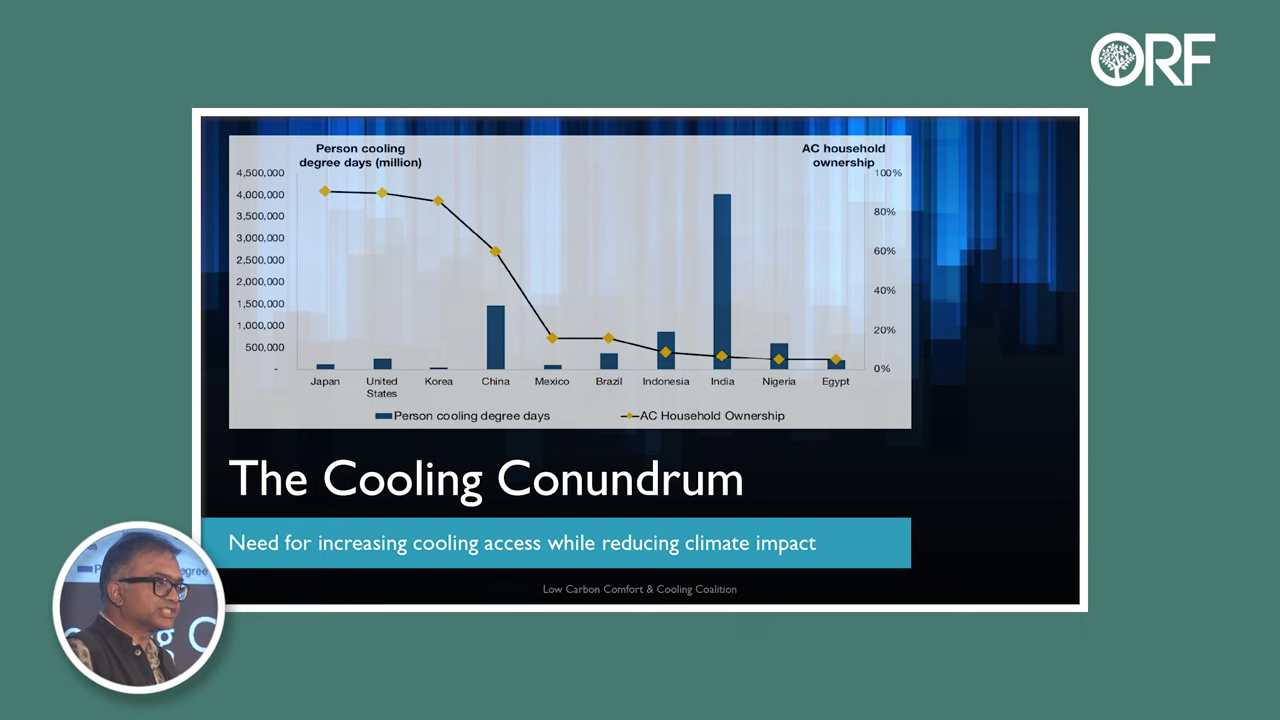 ORF
Person cooling
degree days (million)
AC household
ownership
4,500,000
4,000,000
3,500,000
3,000,000
2,500,000
2,000,000
1,500,000
1,000,000
500,000
-
100%
80%
60%
40%
20%
0%
Japan
United
States
Korea
China
Mexico
Brazil
Indonesia
India
Nigeria
Egypt
Person cooling degree days
AC Household Ownership
The Cooling Conundrum
Need for increasing cooling access while reducing climate impact
Low Carbon Comfort & Cooling Coalition